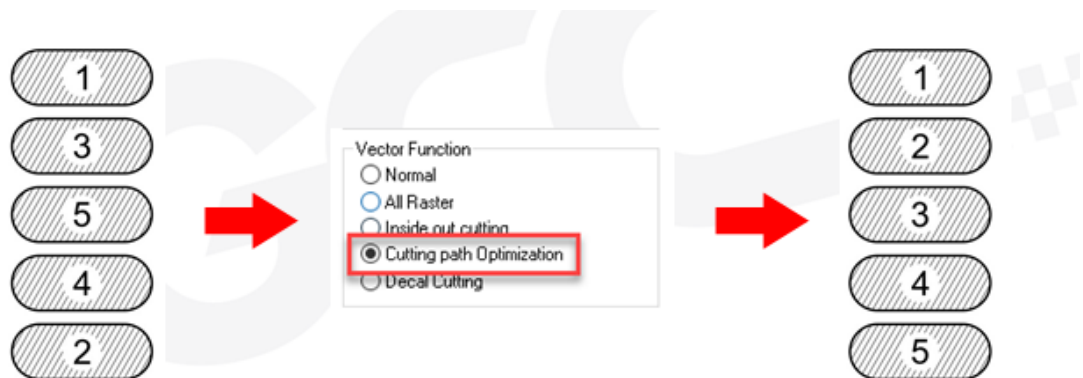 1
3
5
4
2
Vector Function
Normal
All Raster
Inside out cutting
Cutting path Optimization
Decal Cutting
1
2
3
4
5
GCC